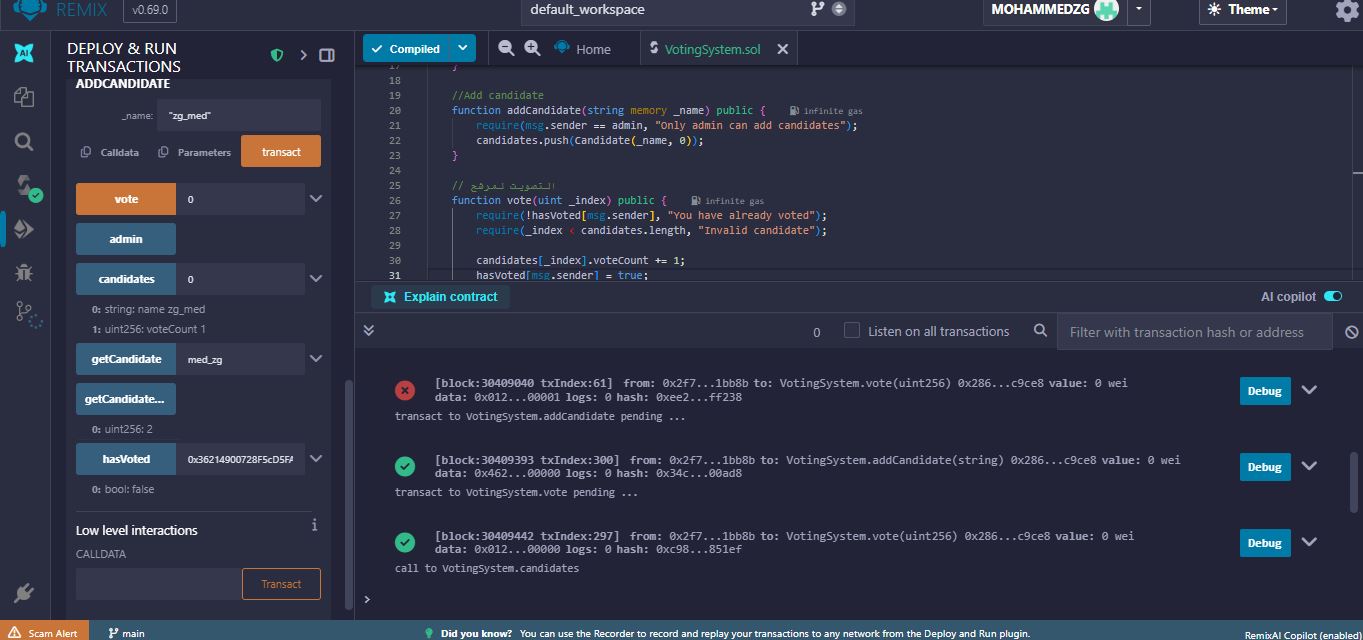 REMIX
v0.69.0
default_workspace
MOHAMMEDZG
Theme
AI
DEPLOY & RUN
TRANSACTIONS
ADDCANDIDATE
_name:
"zg_med"
Calldata
Parameters
transact
vote
0
admin
candidates
0
0: string: name zg_med
1: uint256: voteCount 1
getCandidate
med_zg
getCandidate...
0: uint256: 2
hasVoted
0x36214900728F5cD5FA
0: bool: false
Low level interactions
i
CALLDATA
Transact
Compiled
Home
VotingSystem.sol
17 }
18
19 //Add candidate
20 function addCandidate(string memory _name) public { infinite gas
21 require(msg.sender == admin, "Only admin can add candidates");
22 candidates.push(Candidate(_name, 0));
23 }
24
25 // التصويت لمرشح
26 function vote(uint _index) public { infinite gas
27 require(!hasVoted[msg.sender], "You have already voted");
28 require(_index < candidates.length, "Invalid candidate");
29
30 candidates[_index].voteCount += 1;
31 hasVoted[msg.sender] = true;
Explain contract
AI copilot
0
Listen on all transactions
Filter with transaction hash or address
[block:30409040 txIndex:61] from: 0x2f7...1bb8b to: VotingSystem.vote(uint256) 0x286...c9ce8 value: 0 wei
data: 0x012...00001 logs: 0 hash: 0xee2...ff238
Debug
transact to VotingSystem.addCandidate pending ...
[block:30409393 txIndex:300] from: 0x2f7...1bb8b to: VotingSystem.addCandidate(string) 0x286...c9ce8 value: 0 wei
data: 0x462...00000 logs: 0 hash: 0x34c...00ad8
Debug
transact to VotingSystem.vote pending ...
[block:30409442 txIndex:297] from: 0x2f7...1bb8b to: VotingSystem.vote(uint256) 0x286...c9ce8 value: 0 wei
data: 0x012...00000 logs: 0 hash: 0xc98...851ef
Debug
call to VotingSystem.candidates
>
Scam Alert
main
Did you know? You can use the Recorder to record and replay your transactions to any network from the Deploy and Run plugin.
RemixAI Copilot (enabled)